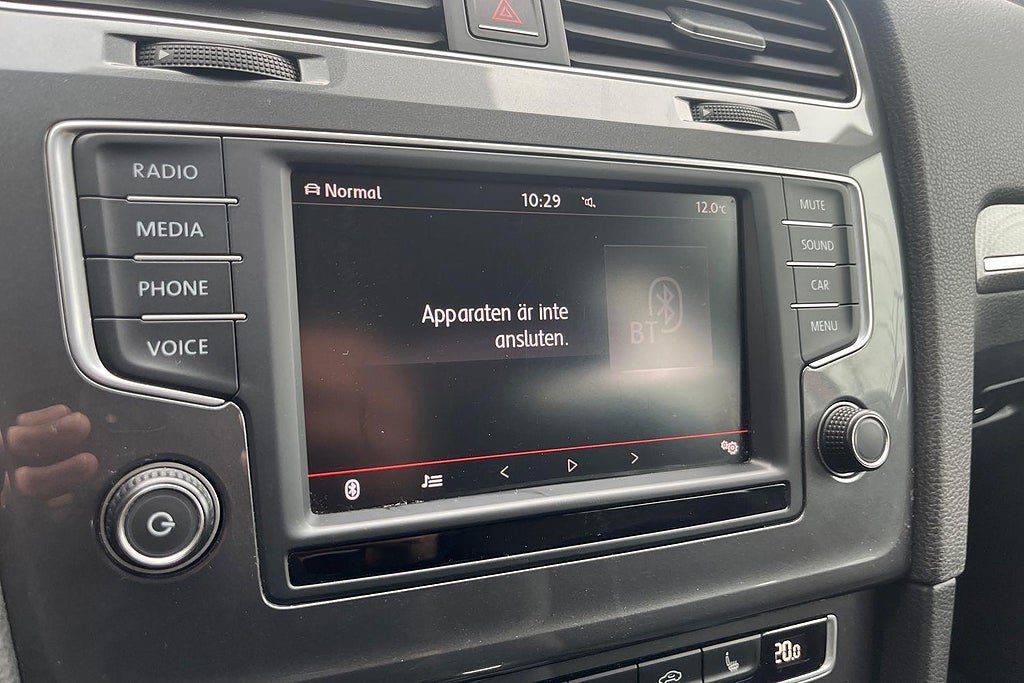 RADIO
MEDIA
PHONE
VOICE
Normal
10:29
12.0°C
Apparaten är inte
ansluten.
BT
MUTE
SOUND
CAR
MENU
20.0